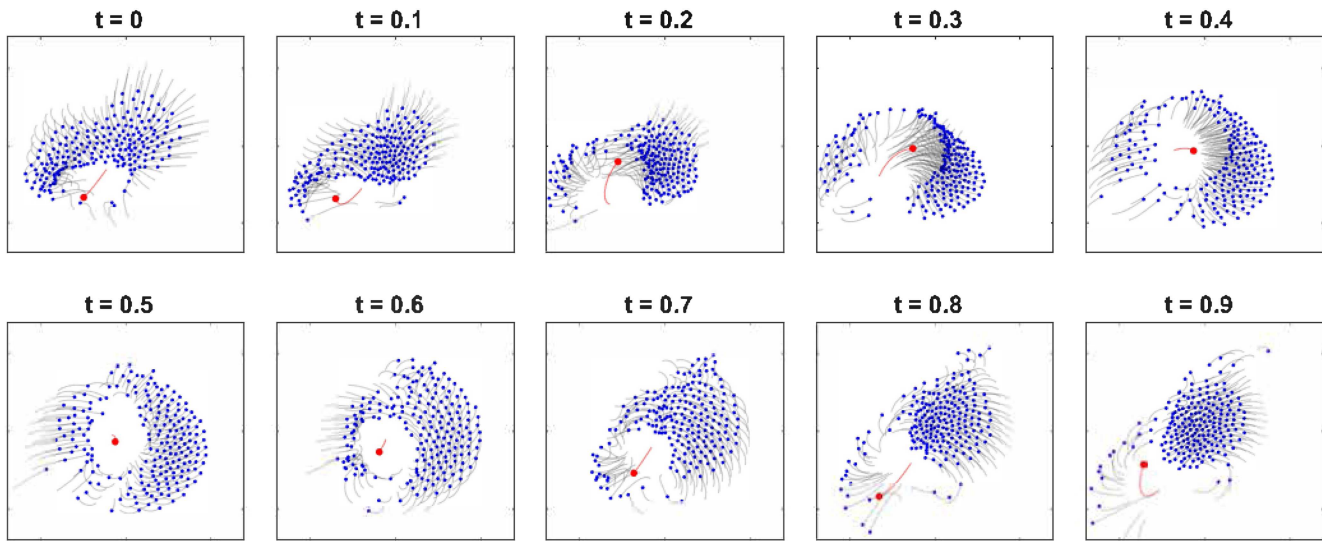 t = 0
t = 0.1
t = 0.2
t = 0.3
t = 0.4
t = 0.5
t = 0.6
t = 0.7
t = 0.8
t = 0.9